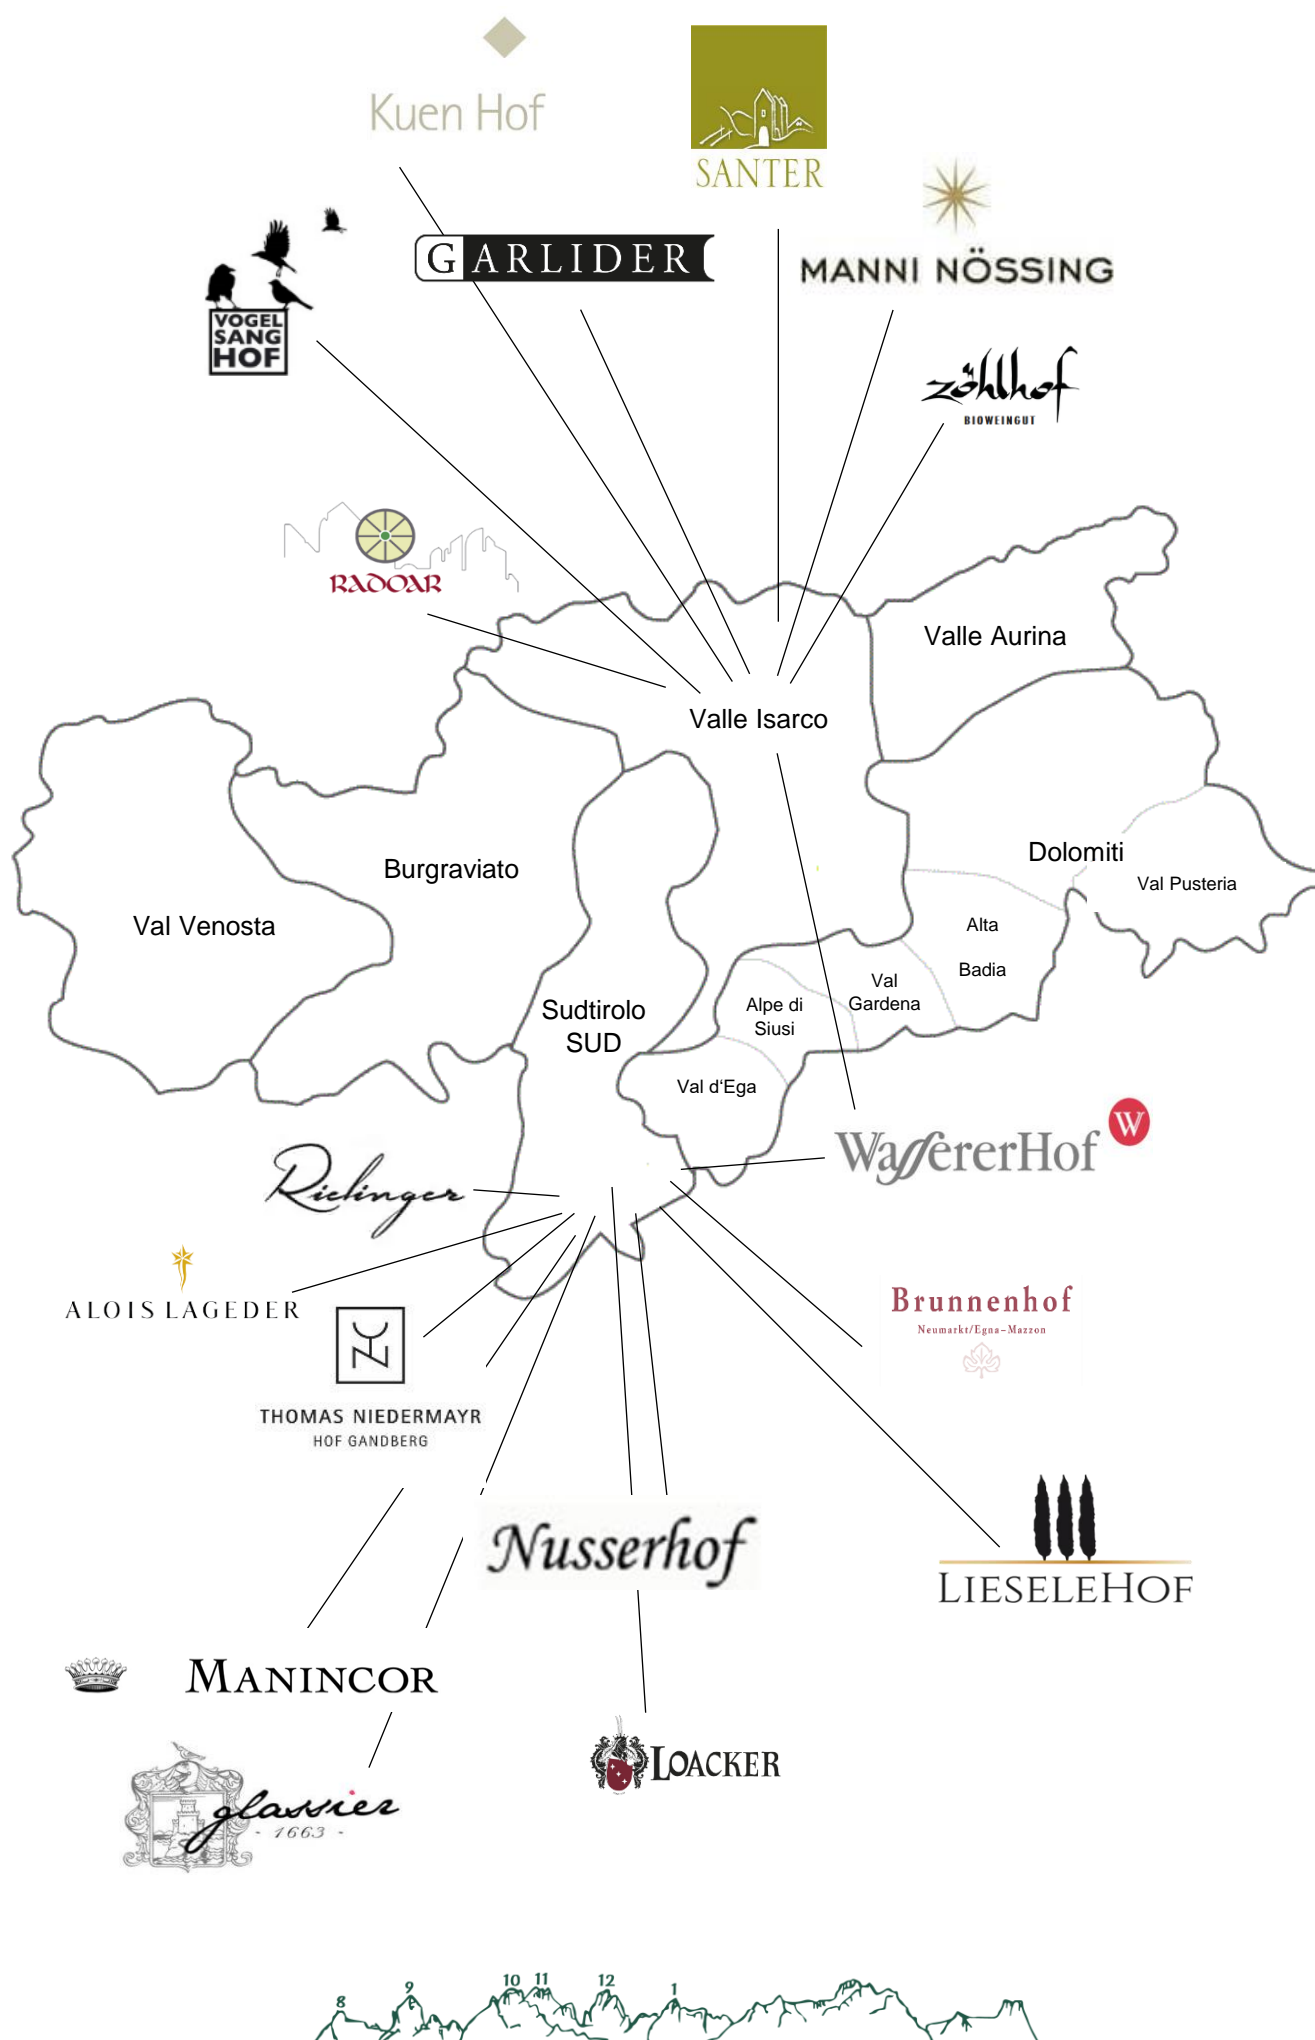 Kuen Hof
SANTER
GARLIDER
MANNI NÖSSING
VOGEL
SANG
HOF
zöhlhof
BIOWEINGUT
RADOAR
Valle Aurina
Valle Isarco
Burgraviato
Dolomiti
Val Pusteria
Val Venosta
Alta
Badia
Val
Gardena
Alpe di
Siusi
Sudtirolo
SUD
Val d'Ega
WassererHof
W
Rielinger
ALOIS LAGEDER
Brunnenhof
Neumarkt/Egna-Mazzon
THOMAS NIEDERMAYR
HOF GANDBERG
Nusserhof
LIESELEHOF
MANINCOR
LOACKER
glassier
- 1663 -
8 9 10 11 12 1